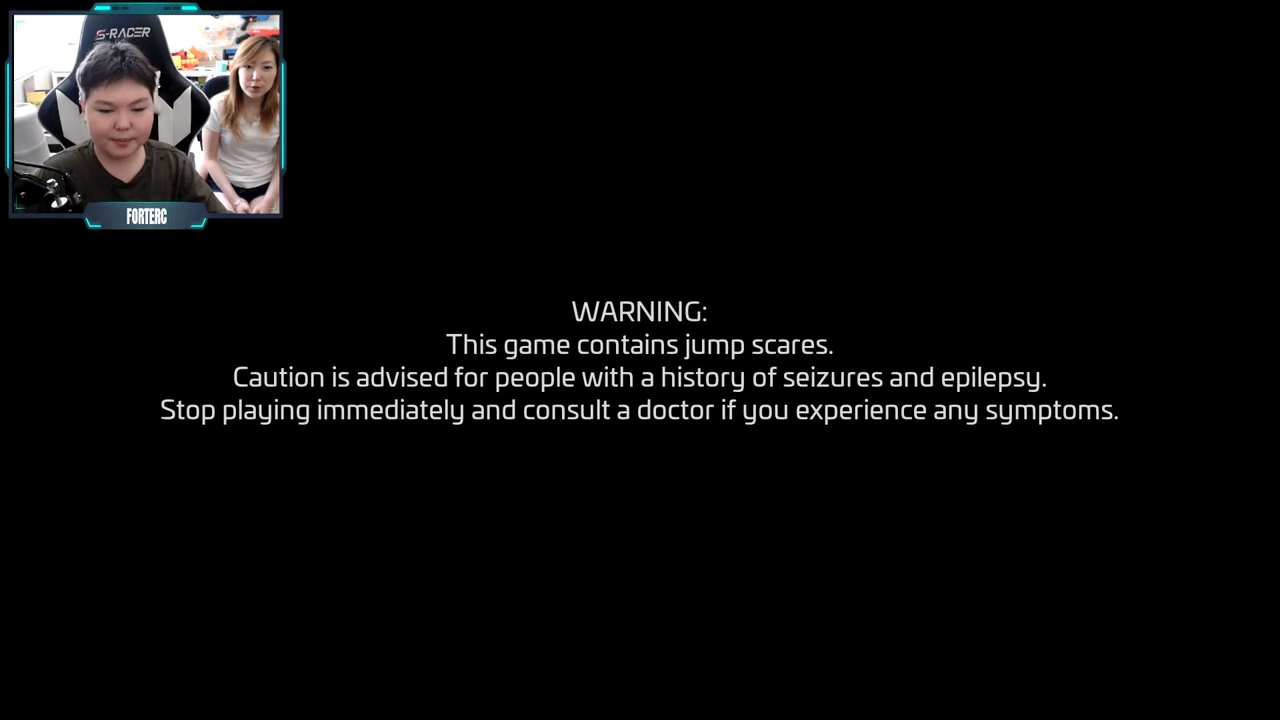 S-RACER
FORTERC
WARNING:
This game contains jump scares.
Caution is advised for people with a history of seizures and epilepsy.
Stop playing immediately and consult a doctor if you experience any symptoms.